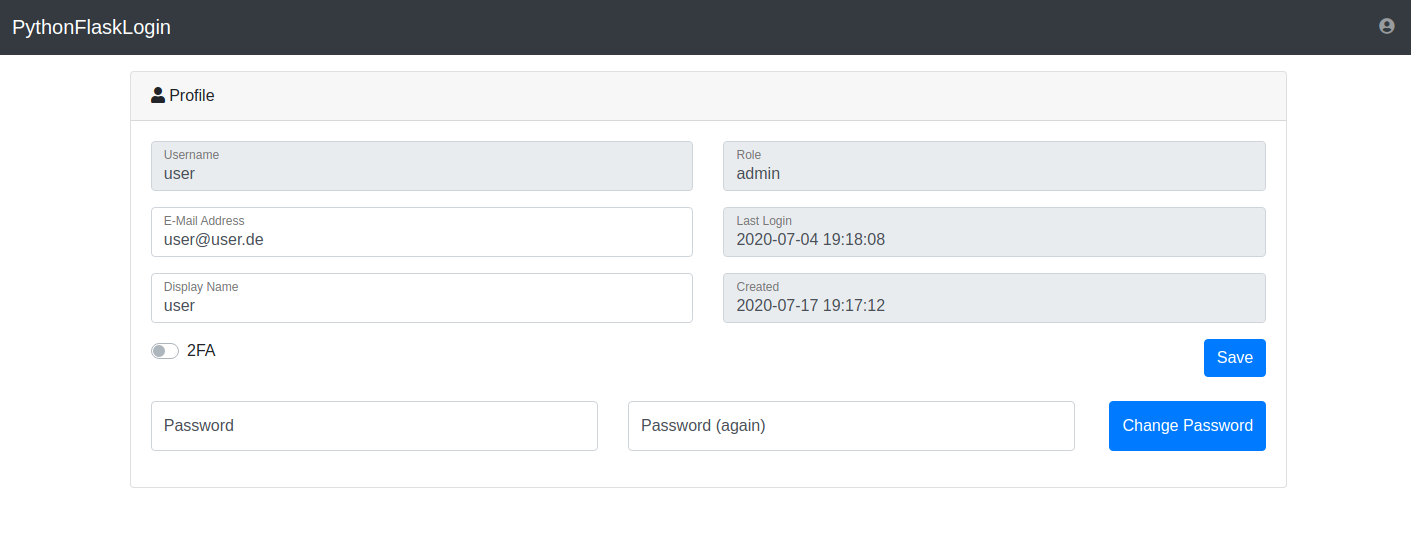 PythonFlaskLogin
Profile
Username
user
Role
admin
E-Mail Address
user@user.de
Last Login
2020-07-04 19:18:08
Display Name
user
Created
2020-07-17 19:17:12
2FA
Save
Password
Password (again)
Change Password